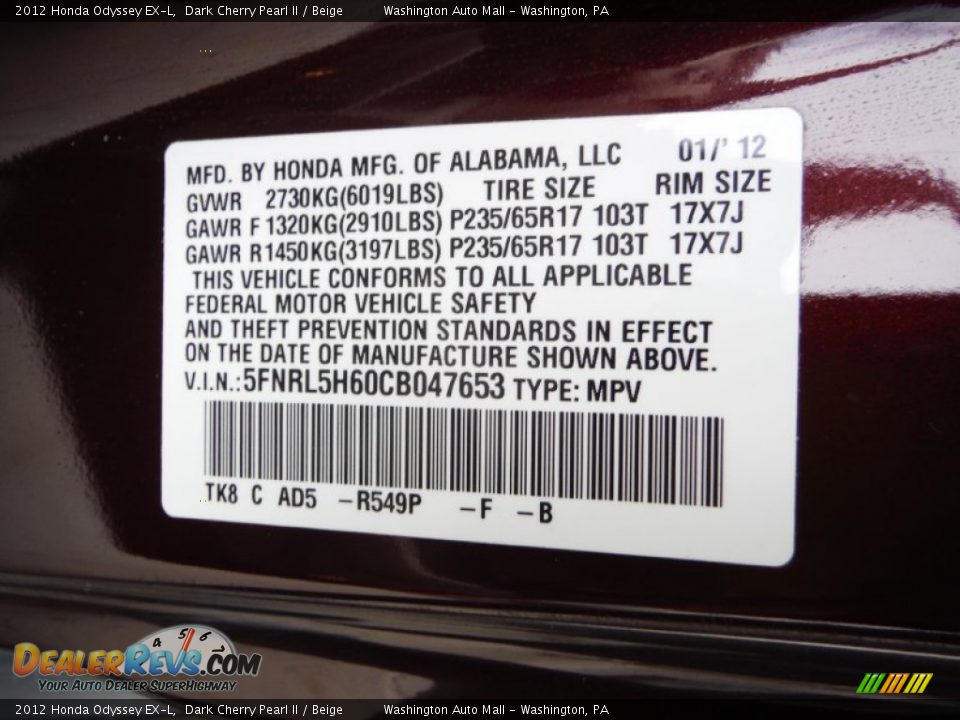 2012 Honda Odyssey EX-L, Dark Cherry Pearl II / Beige Washington Auto Mall - Washington, PA
MFD. BY HONDA MFG. OF ALABAMA, LLC 01/' 12
GVWR 2730KG(6019LBS) TIRE SIZE RIM SIZE
GAWR F 1320KG(2910LBS) P235/65R17 103T 17X7J
GAWR R 1450KG(3197LBS) P235/65R17 103T 17X7J
THIS VEHICLE CONFORMS TO ALL APPLICABLE
FEDERAL MOTOR VEHICLE SAFETY
AND THEFT PREVENTION STANDARDS IN EFFECT
ON THE DATE OF MANUFACTURE SHOWN ABOVE.
V.I.N.:5FNRL5H60CB047653 TYPE: MPV
TK8 C AD5 -R549P -F -B
4 5 6
DEALERREVS.COM
YOUR AUTO DEALER SUPERHIGHWAY
2012 Honda Odyssey EX-L, Dark Cherry Pearl II / Beige Washington Auto Mall - Washington, PA